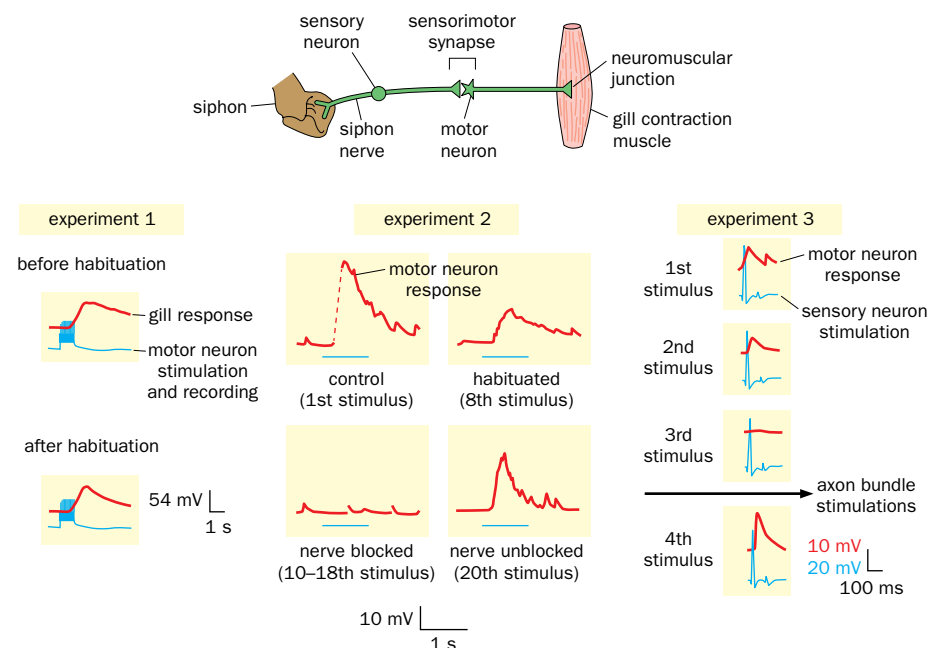 sensory
neuron
sensorimotor
synapse
neuromuscular
junction
siphon
siphon
nerve
motor
neuron
gill contraction
muscle
experiment 1
before habituation
gill response
motor neuron
stimulation
and recording
after habituation
54 mV
1 s
experiment 2
motor neuron
response
control
(1st stimulus)
habituated
(8th stimulus)
nerve blocked
(10–18th stimulus)
nerve unblocked
(20th stimulus)
10 mV
1 s
experiment 3
1st
stimulus
motor neuron
response
sensory neuron
stimulation
2nd
stimulus
3rd
stimulus
axon bundle
stimulations
4th
stimulus
10 mV
20 mV
100 ms